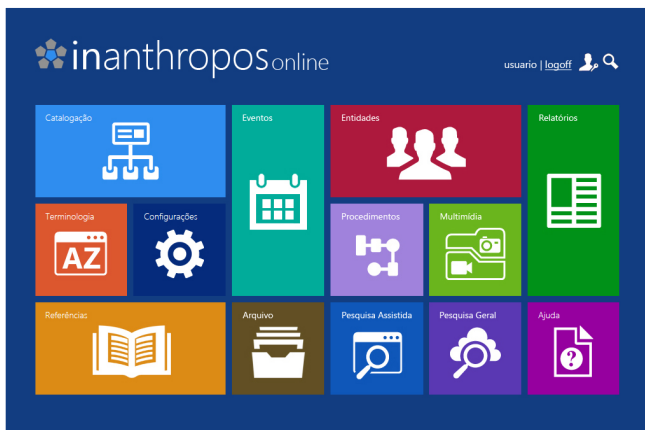 inanthropos online
usuario | logoff
Catalogação
Eventos
Entidades
Relatórios
Terminologia
Configurações
Procedimentos
Multimídia
AZ
Referências
Arquivo
Pesquisa Assistida
Pesquisa Geral
Ajuda
?